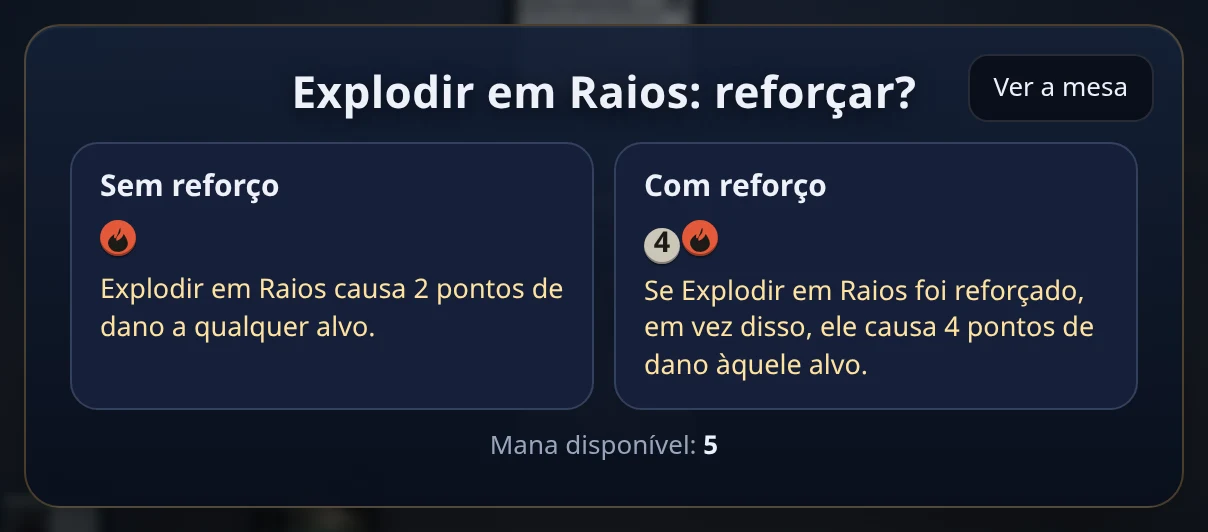 Explodir em Raios: reforçar?
Ver a mesa
Sem reforço
Explodir em Raios causa 2 pontos de
dano a qualquer alvo.
Com reforço
4
Se Explodir em Raios foi reforçado,
em vez disso, ele causa 4 pontos de
dano àquele alvo.
Mana disponível: 5